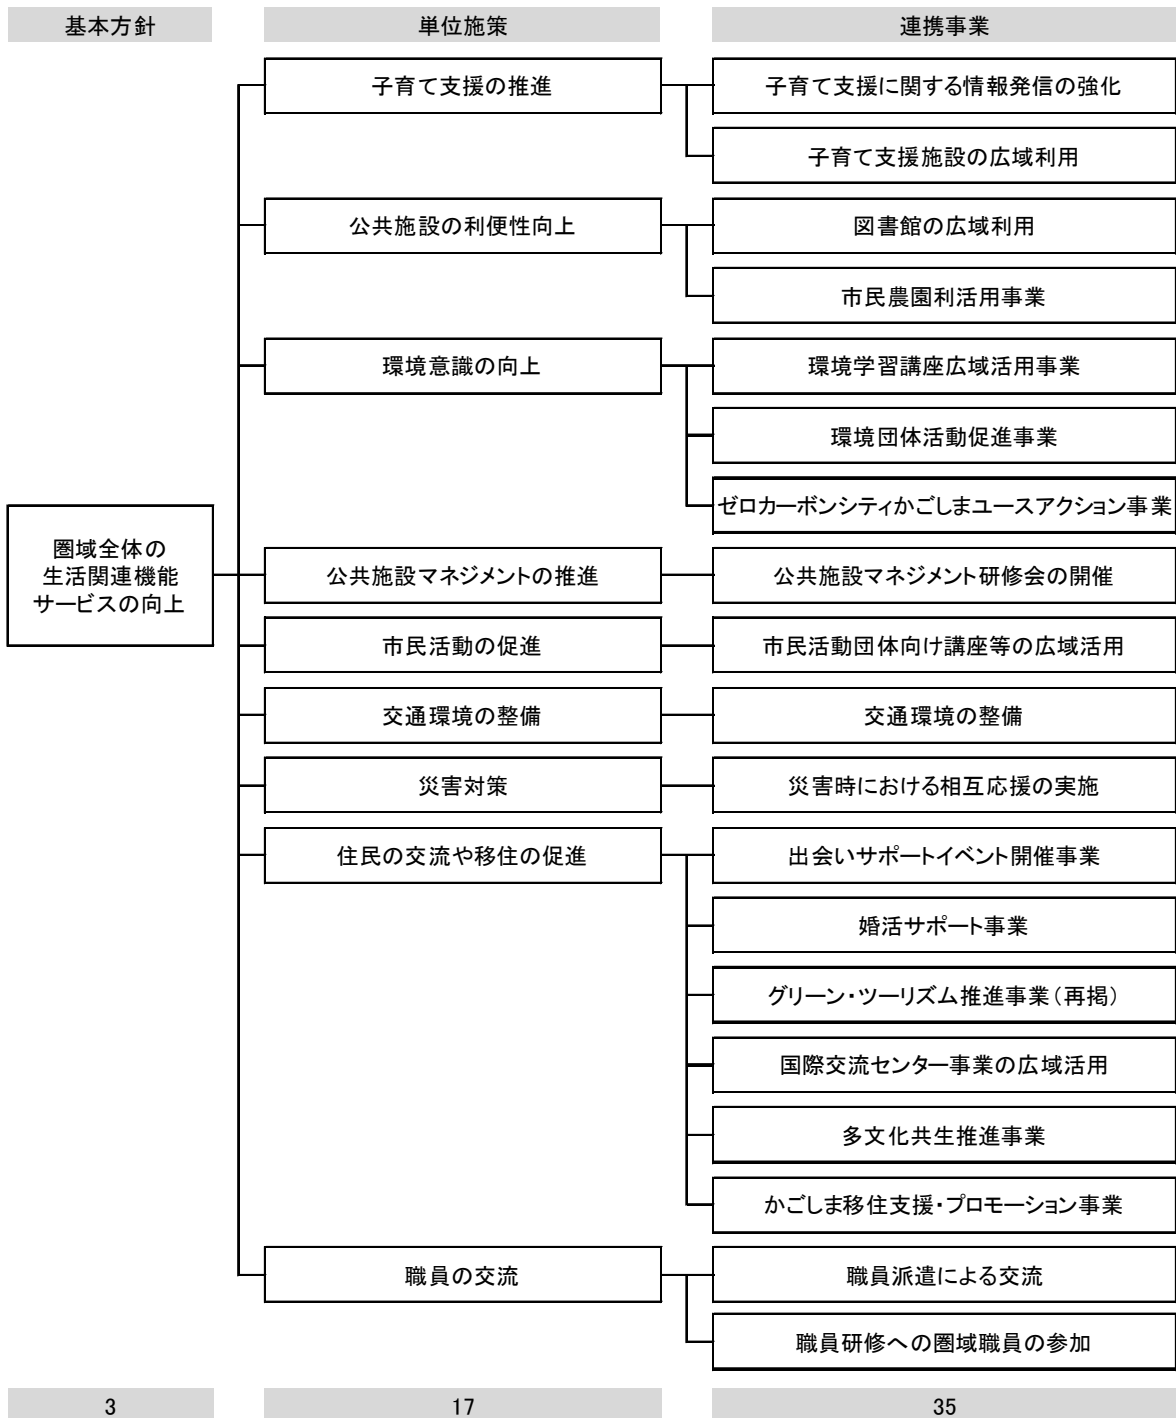 基本方針
単位施策
連携事業
子育て支援の推進
子育て支援に関する情報発信の強化
子育て支援施設の広域利用
公共施設の利便性向上
図書館の広域利用
市民農園利活用事業
環境意識の向上
環境学習講座広域活用事業
環境団体活動促進事業
ゼロカーボンシティかごしまユースアクション事業
圏域全体の
生活関連機能
サービスの向上
公共施設マネジメントの推進
公共施設マネジメント研修会の開催
市民活動の促進
市民活動団体向け講座等の広域活用
交通環境の整備
交通環境の整備
災害対策
災害時における相互応援の実施
住民の交流や移住の促進
出会いサポートイベント開催事業
婚活サポート事業
グリーン・ツーリズム推進事業（再掲）
国際交流センター事業の広域活用
多文化共生推進事業
かごしま移住支援・プロモーション事業
職員の交流
職員派遣による交流
職員研修への圏域職員の参加
3
17
35